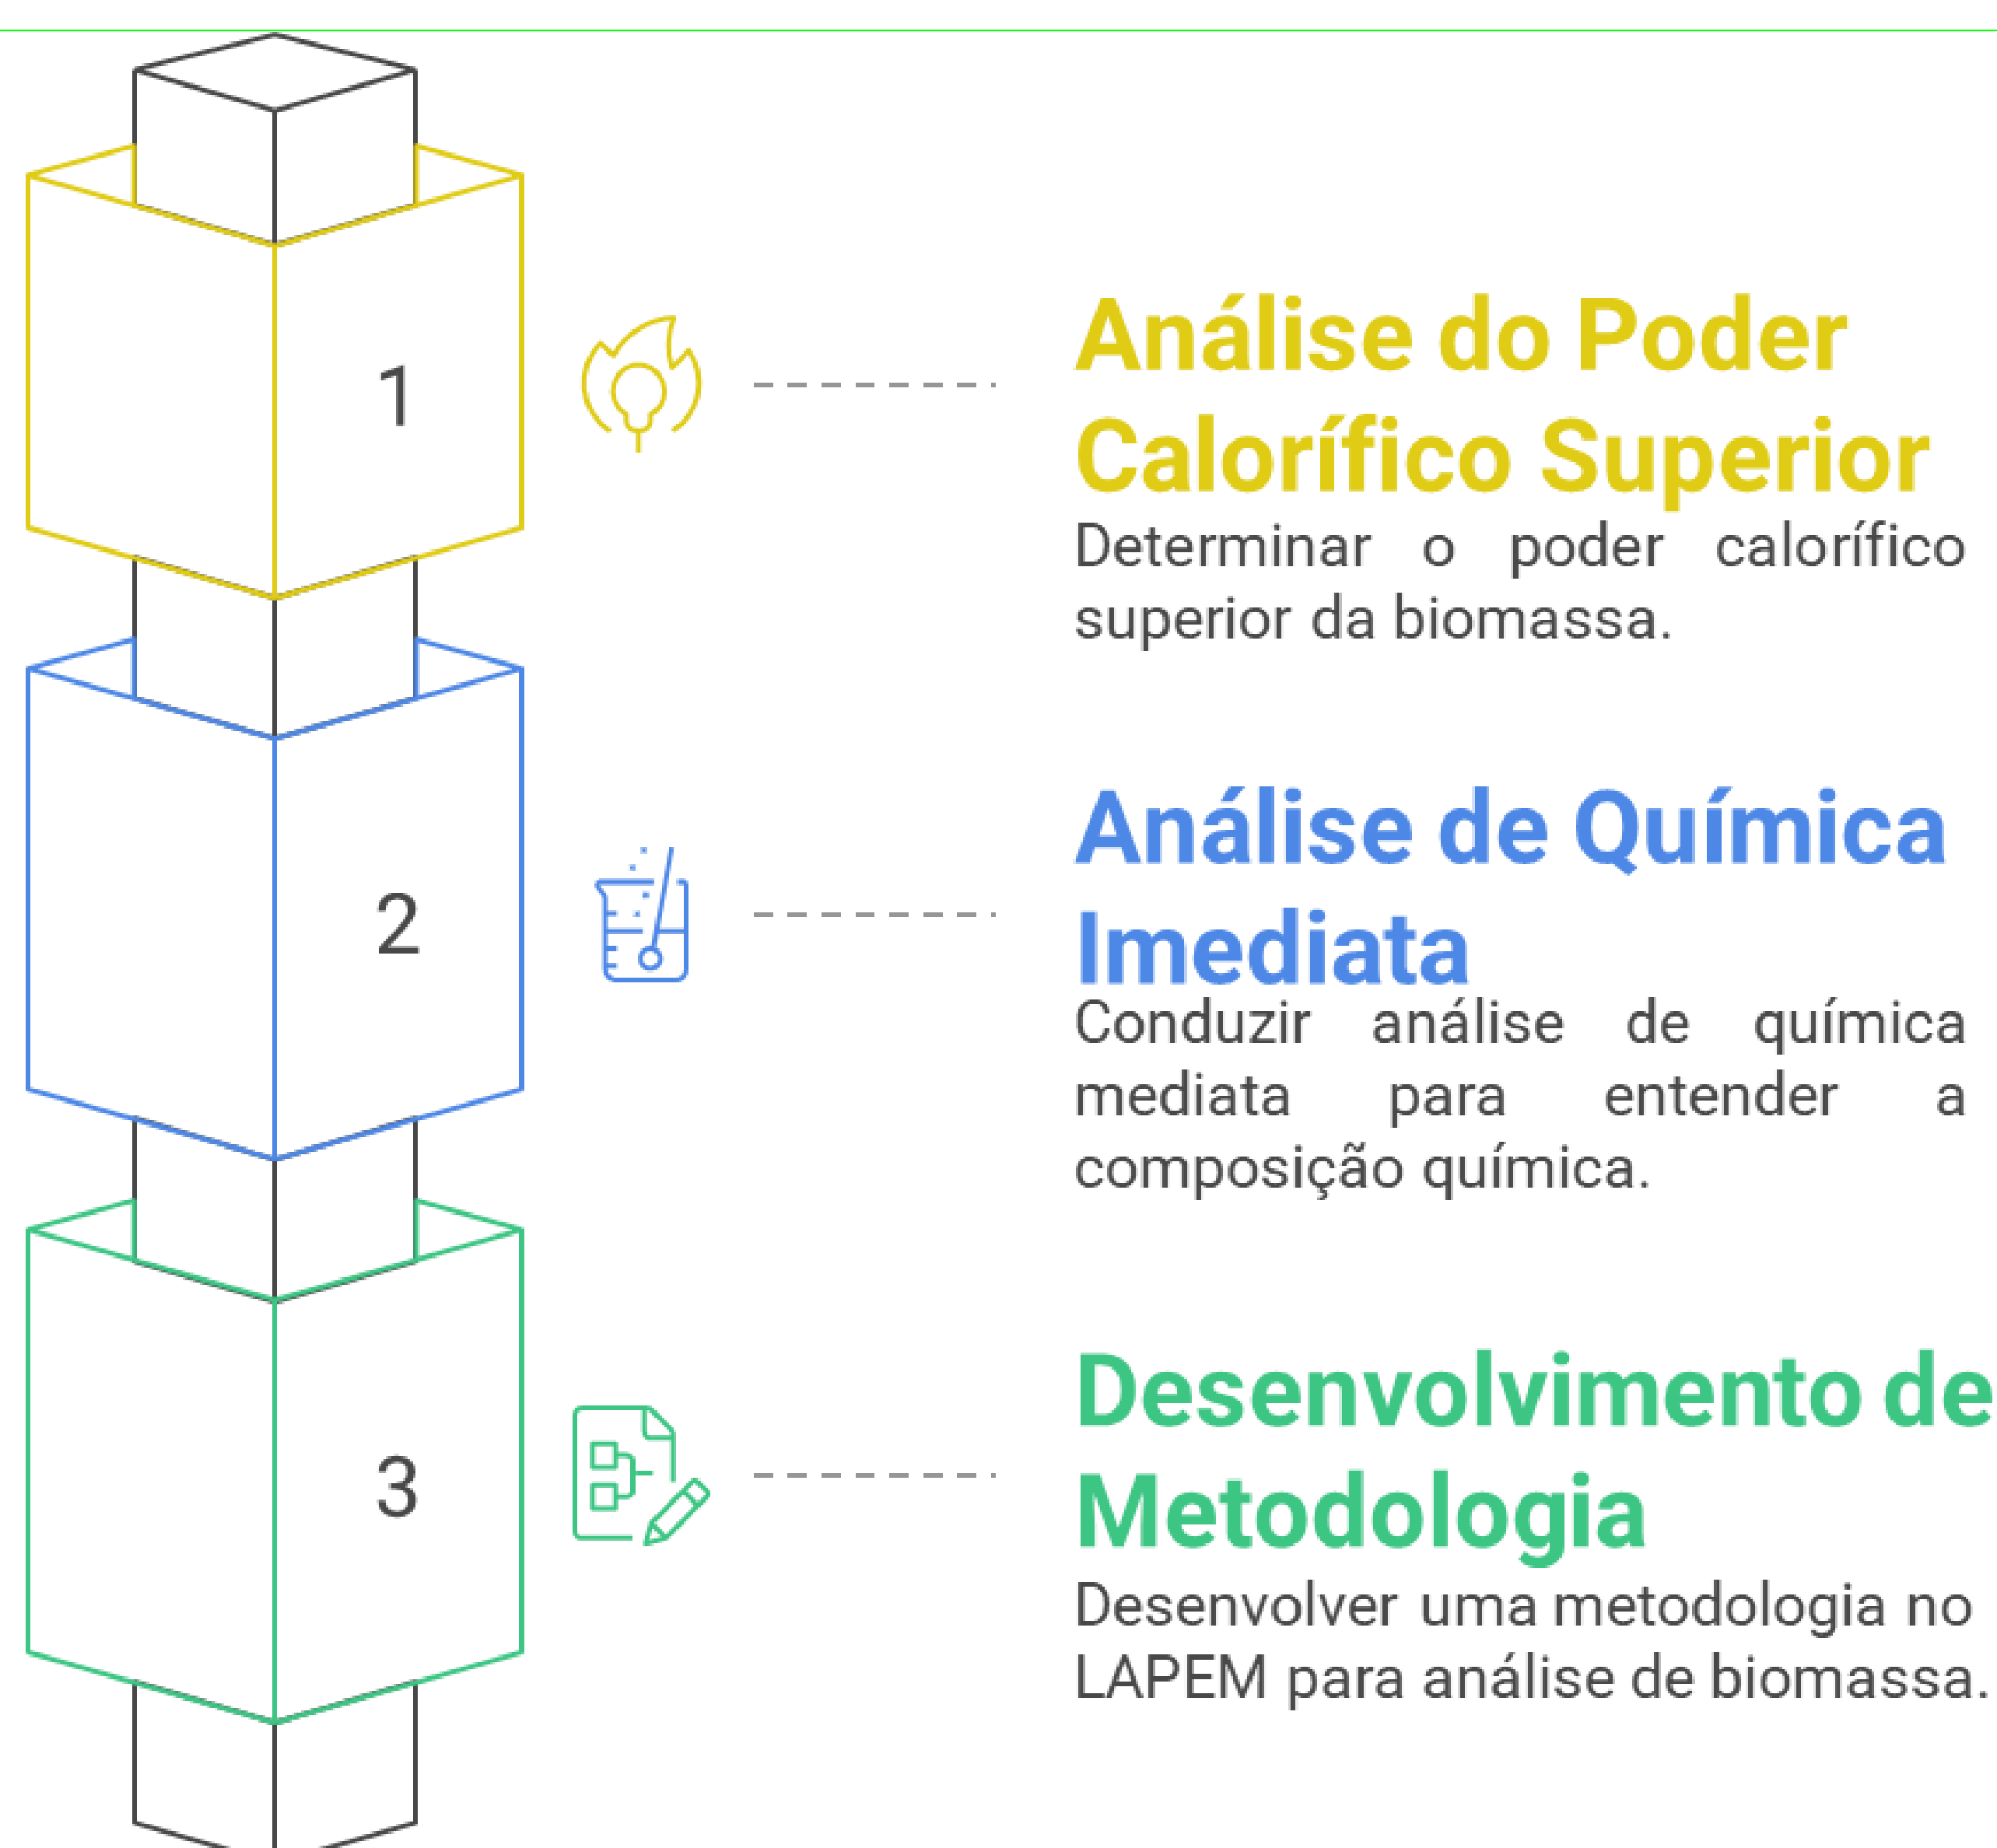 1
Análise do Poder
Calorífico Superior
Determinar o poder calorífico
superior da biomassa.
2
Análise de Química
Imediata
Conduzir análise de química
mediata para entender a
composição química.
3
Desenvolvimento de
Metodologia
Desenvolver uma metodologia no
LAPEM para análise de biomassa.